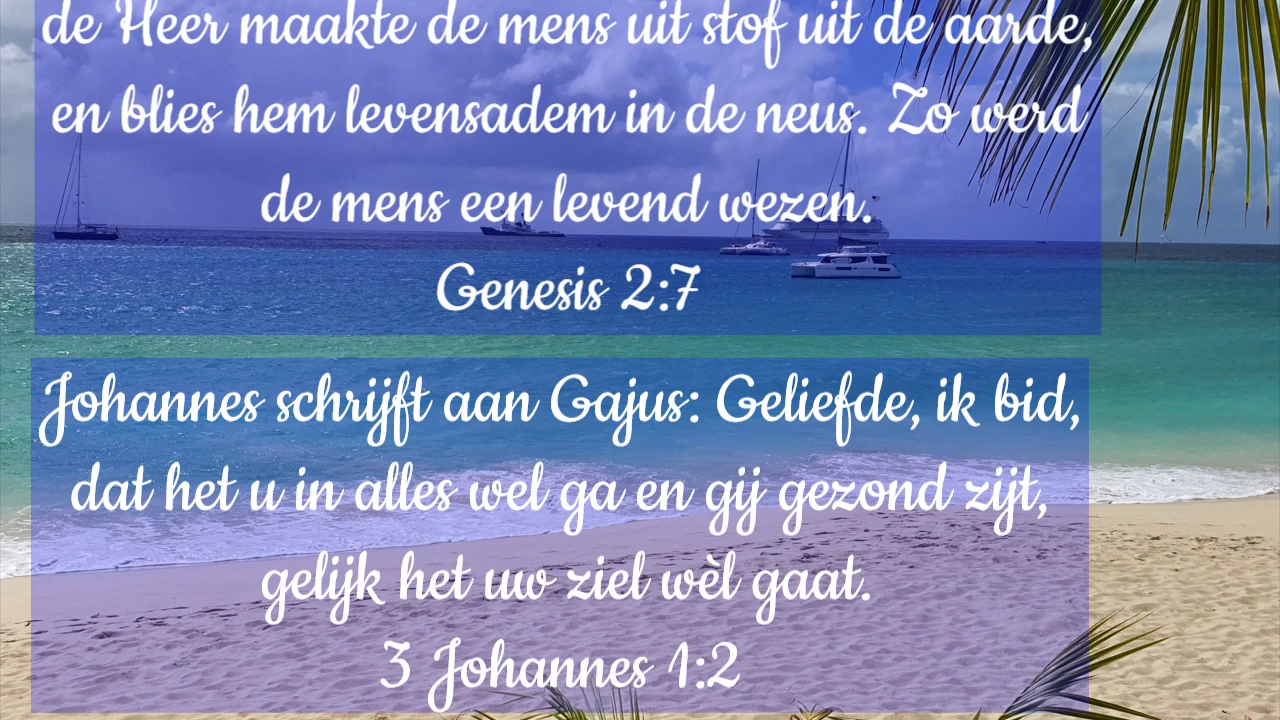 de Heer maakte de mens uit stof uit de aarde,
en blies hem levensadem in de neus. Zo werd
de mens een levend wezen.
Genesis 2:7
Johannes schrijft aan Gajus: Geliefde, ik bid,
dat het u in alles wel ga en gij gezond zijt,
gelijk het uw ziel wèl gaat.
3 Johannes 1:2